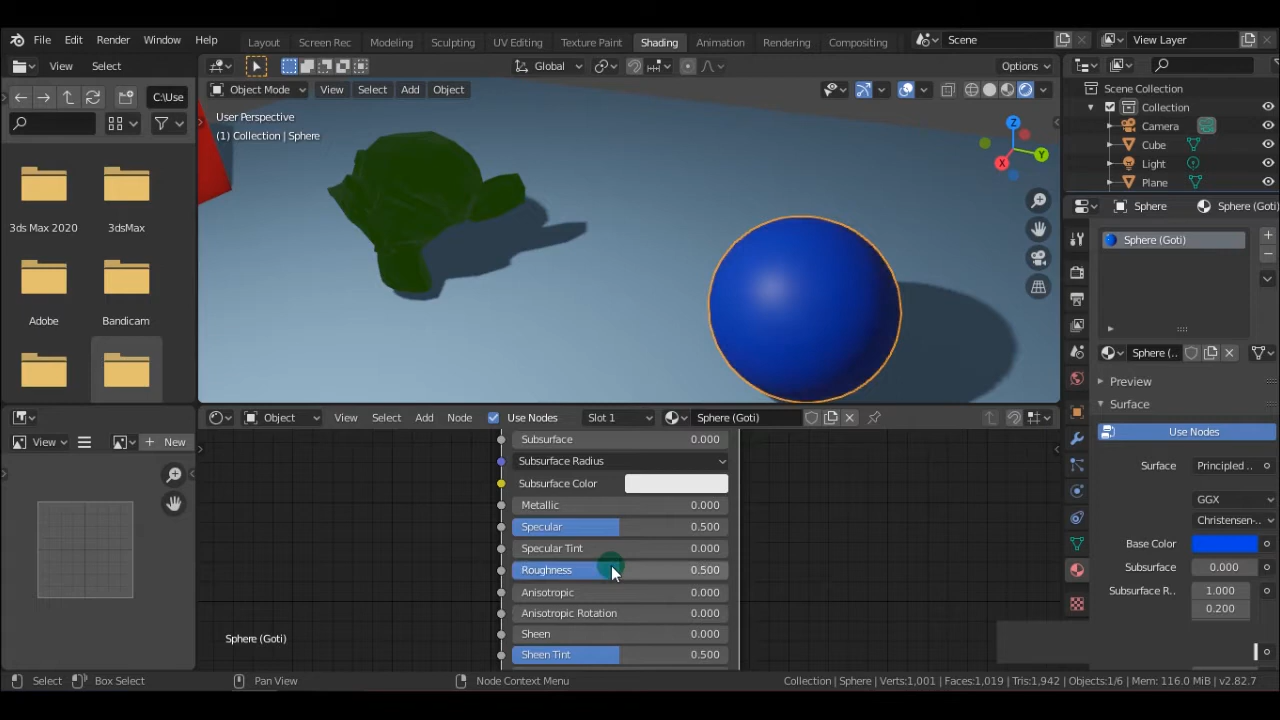 File Edit Render Window Help Layout Screen Rec Modeling Sculpting UV Editing Texture Paint Shading Animation Rendering Compositing Scene View Layer
View Select Global Options
C:\Use Object Mode View Select Add Object Scene Collection
Collection
User Perspective
(1) Collection | Sphere
Camera
Cube
Light
Plane
Z
Y
X
3ds Max 2020 3dsMax
Sphere Sphere (Goti)
Sphere (Goti)
Adobe Bandicam
Sphere (..
Preview
Surface
Object View Select Add Node Use Nodes Slot 1 Sphere (Goti)
Use Nodes
View New
Subsurface 0.000
Subsurface Radius
Subsurface Color
Metallic 0.000
Specular 0.500
Specular Tint 0.000
Roughness 0.500
Anisotropic 0.000
Anisotropic Rotation 0.000
Sheen 0.000
Sheen Tint 0.500
Surface Principled ..
GGX
Christensen-..
Base Color
Subsurface 0.000
Subsurface R.. 1.000
0.200
Sphere (Goti)
Select Box Select Pan View Node Context Menu Collection | Sphere | Verts:1,001 | Faces:1,019 | Tris:1,942 | Objects:1/6 | Mem: 116.0 MiB | v2.82.7